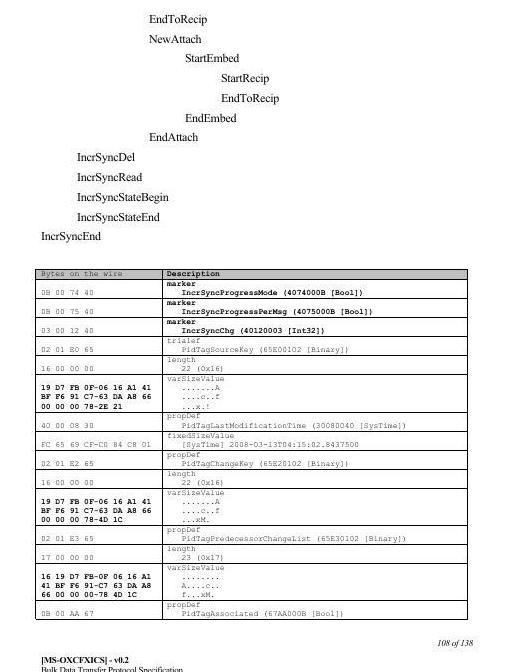 EndToRecip
NewAttach
StartEmbed
StartRecip
EndToRecip
EndEmbed
EndAttach
IncrSyncDel
IncrSyncRead
IncrSyncStateBegin
IncrSyncStateEnd
IncrSyncEnd
Bytes on the wire Description
marker
0B 00 74 40 IncrSyncProgressMode (4074000B [Bool])
marker
0B 00 75 40 IncrSyncProgressPerMsg (4075000B [Bool])
marker
03 00 12 40 IncrSyncChg (40120003 [Int32])
trialef
02 01 E0 65 PidTagSourceKey (65E00102 [Binary])
length
16 00 00 00 22 (0x16)
varSizeValue
19 D7 FB 0F-06 16 A1 41 .......A
BF F6 91 C7-63 DA A8 66 ....c..f
00 00 00 78-2E 21 ...x.!
propDef
40 00 08 30 PidTagLastModificationTime (30080040 [SysTime])
fixedSizeValue
FC 65 69 CF-C0 84 C8 01 [SysTime] 2008-03-13T04:15:02.8437500
propDef
02 01 E2 65 PidTagChangeKey (65E20102 [Binary])
length
16 00 00 00 22 (0x16)
varSizeValue
19 D7 FB 0F-06 16 A1 41 .......A
BF F6 91 C7-63 DA A8 66 ....c..f
00 00 00 78-4D 1C ...xM.
propDef
02 01 E3 65 PidTagPredecessorChangeList (65E30102 [Binary])
length
17 00 00 00 23 (0x17)
varSizeValue
16 19 D7 FB-0F 06 16 A1 ........
41 BF F6 91-C7 63 DA A8 A....c..
66 00 00 00-78 4D 1C f...xM.
propDef
0B 00 AA 67 PidTagAssociated (67AA000B [Bool])
108 of 138
[MS-OXCFXICS] - v0.2
Bulk Data Transfer Protocol Specification